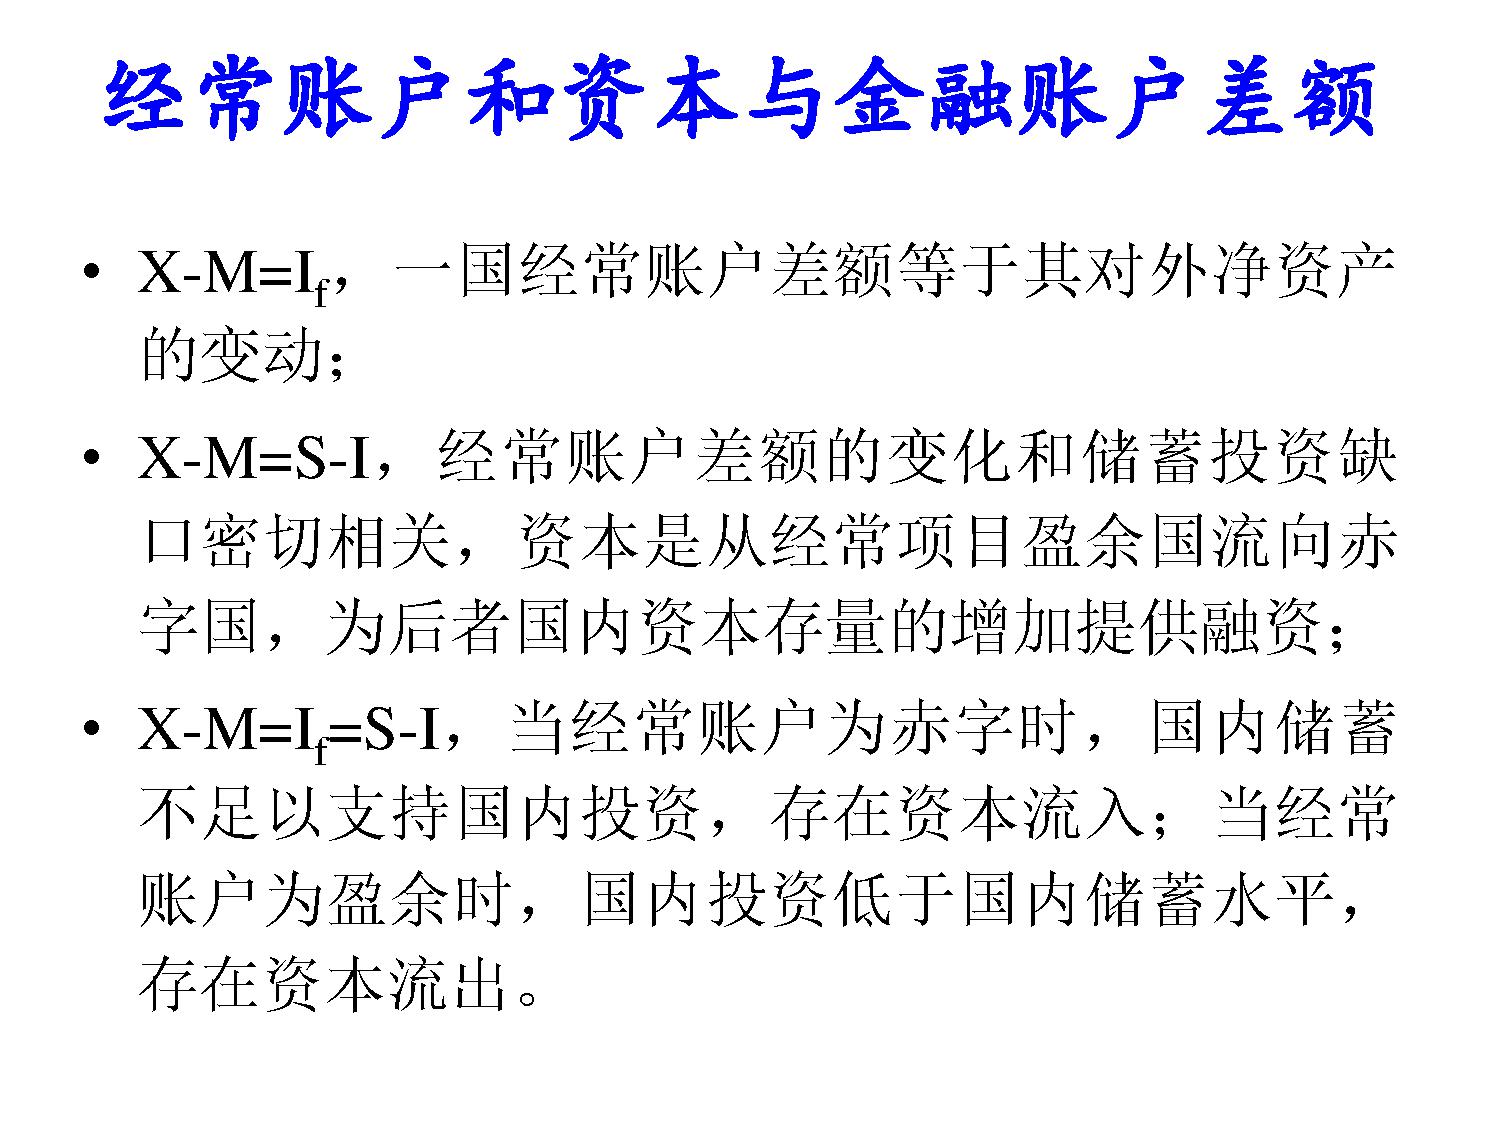 经常账户和资本与金融账户差额
• X-M=If，一国经常账户差额等于其对外净资产
的变动；
• X-M=S-I，经常账户差额的变化和储蓄投资缺
口密切相关，资本是从经常项目盈余国流向赤
字国，为后者国内资本存量的增加提供融资；
• X-M=If=S-I，当经常账户为赤字时，国内储蓄
不足以支持国内投资，存在资本流入；当经常
账户为盈余时，国内投资低于国内储蓄水平，
存在资本流出。